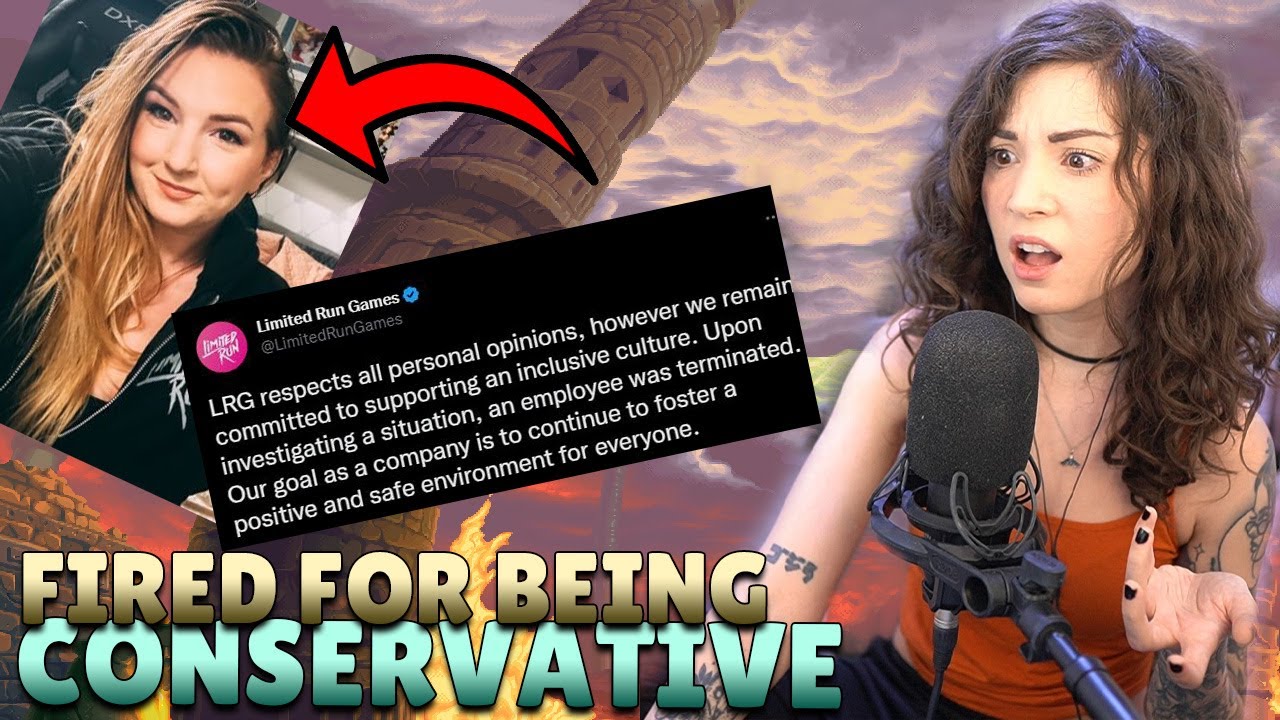 DXR
LIMITED
RUN
Limited Run Games
@LimitedRunGames
LIMITED
RUN
LRG respects all personal opinions, however we remain
committed to supporting an inclusive culture. Upon
investigating a situation, an employee was terminated.
Our goal as a company is to continue to foster a
positive and safe environment for everyone.
FIRED FOR BEING
CONSERVATIVE